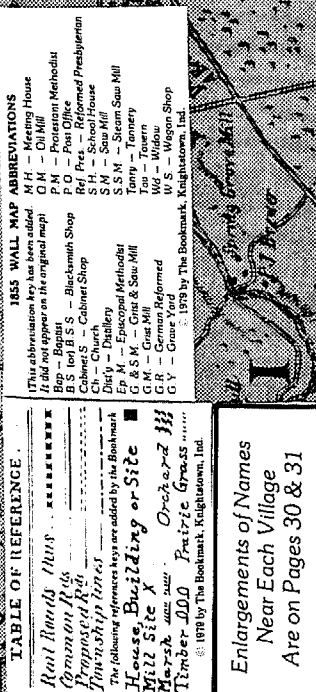 TABLE OF REFERENCE.
Rail Roads thus
Common Rds
Proposed Rds
Township lines
The following references keys are added by the Bookmark
House, Building or Site
Mill Site X
Marsh Orchard
Timber Prairie Grass
© 1979 by The Bookmark, Knightstown, Ind.
1855 WALL MAP ABBREVIATIONS
(This abbreviation key has been added.
It did not appear on the original map)
Bap — Baptist
B.S. or B.S.S. — Blacksmith Shop
Cabinet S — Cabinet Shop
Ch — Church
Dist'y — Distillery
Ep. M. — Episcopal Methodist
G. & S.M. — Grist & Saw Mill
G.M. — Grist Mill
G.R. — German Reformed
G.Y. — Grave Yard
M.H. — Meeting House
O.M. — Oil Mill
P.M. — Protestant Methodist
P.O. — Post Office
Ref. Pres. — Reformed Presbyterian
S.H. — School House
S.M. — Saw Mill
S.S.M. — Steam Saw Mill
Tanry — Tannery
Tav — Tavern
Wid — Widow
W.S. — Wagon Shop
© 1979 by The Bookmark, Knightstown, Ind.
Enlargements of Names
Near Each Village
Are on Pages 30 & 31
I